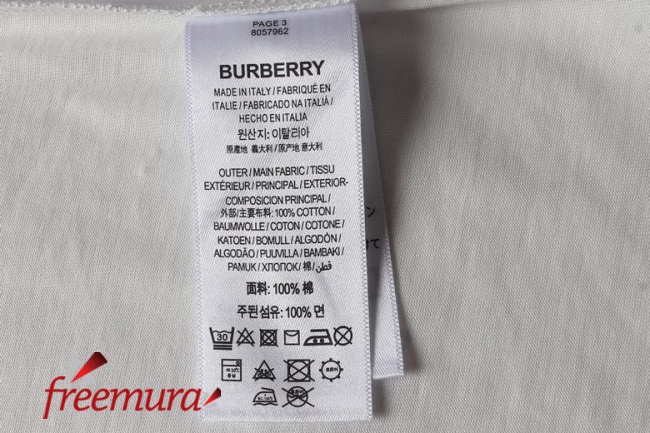 PAGE 3
8057962
BURBERRY
MADE IN ITALY / FABRIQUÉ EN
ITALIE / FABRICADO NA ITALIA /
HECHO EN ITALIA
원산지: 이탈리아
原產地 義大利 / 原产地 意大利
OUTER / MAIN FABRIC / TISSU
EXTÉRIEUR / PRINCIPAL / EXTERIOR-
COMPOSICION PRINCIPAL /
外部/主要布料: 100% COTTON /
BAUMWOLLE / COTON / COTONE /
KATOEN / BOMULL / ALGODÓN /
ALGODÃO / PUUVILLA / BAMBAKI /
PAMUK / ХЛОПОК / 棉 / قطن
面料: 100% 棉
주된섬유: 100% 면
30
freemura